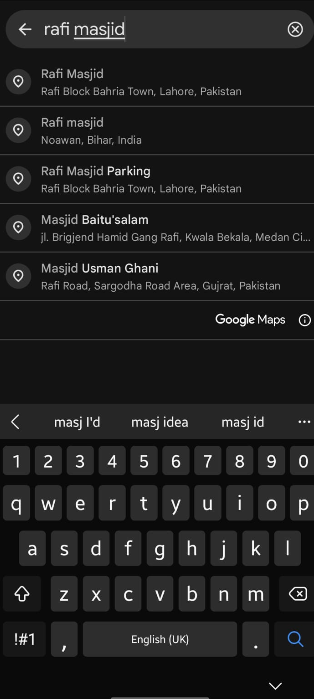 rafi masjid
Rafi Masjid
Rafi Block Bahria Town, Lahore, Pakistan
Rafi masjid
Noawan, Bihar, India
Rafi Masjid Parking
Rafi Block Bahria Town, Lahore, Pakistan
Masjid Baitu'salam
jl. Brigjend Hamid Gang Rafi, Kwala Bekala, Medan Ci...
Masjid Usman Ghani
Rafi Road, Sargodha Road Area, Gujrat, Pakistan
Google Maps
masj I'd masj idea masj id ...
1 2 3 4 5 6 7 8 9 0
q w e r t y u i o p
a s d f g h j k l
z x c v b n m
!#1 , English (UK) .